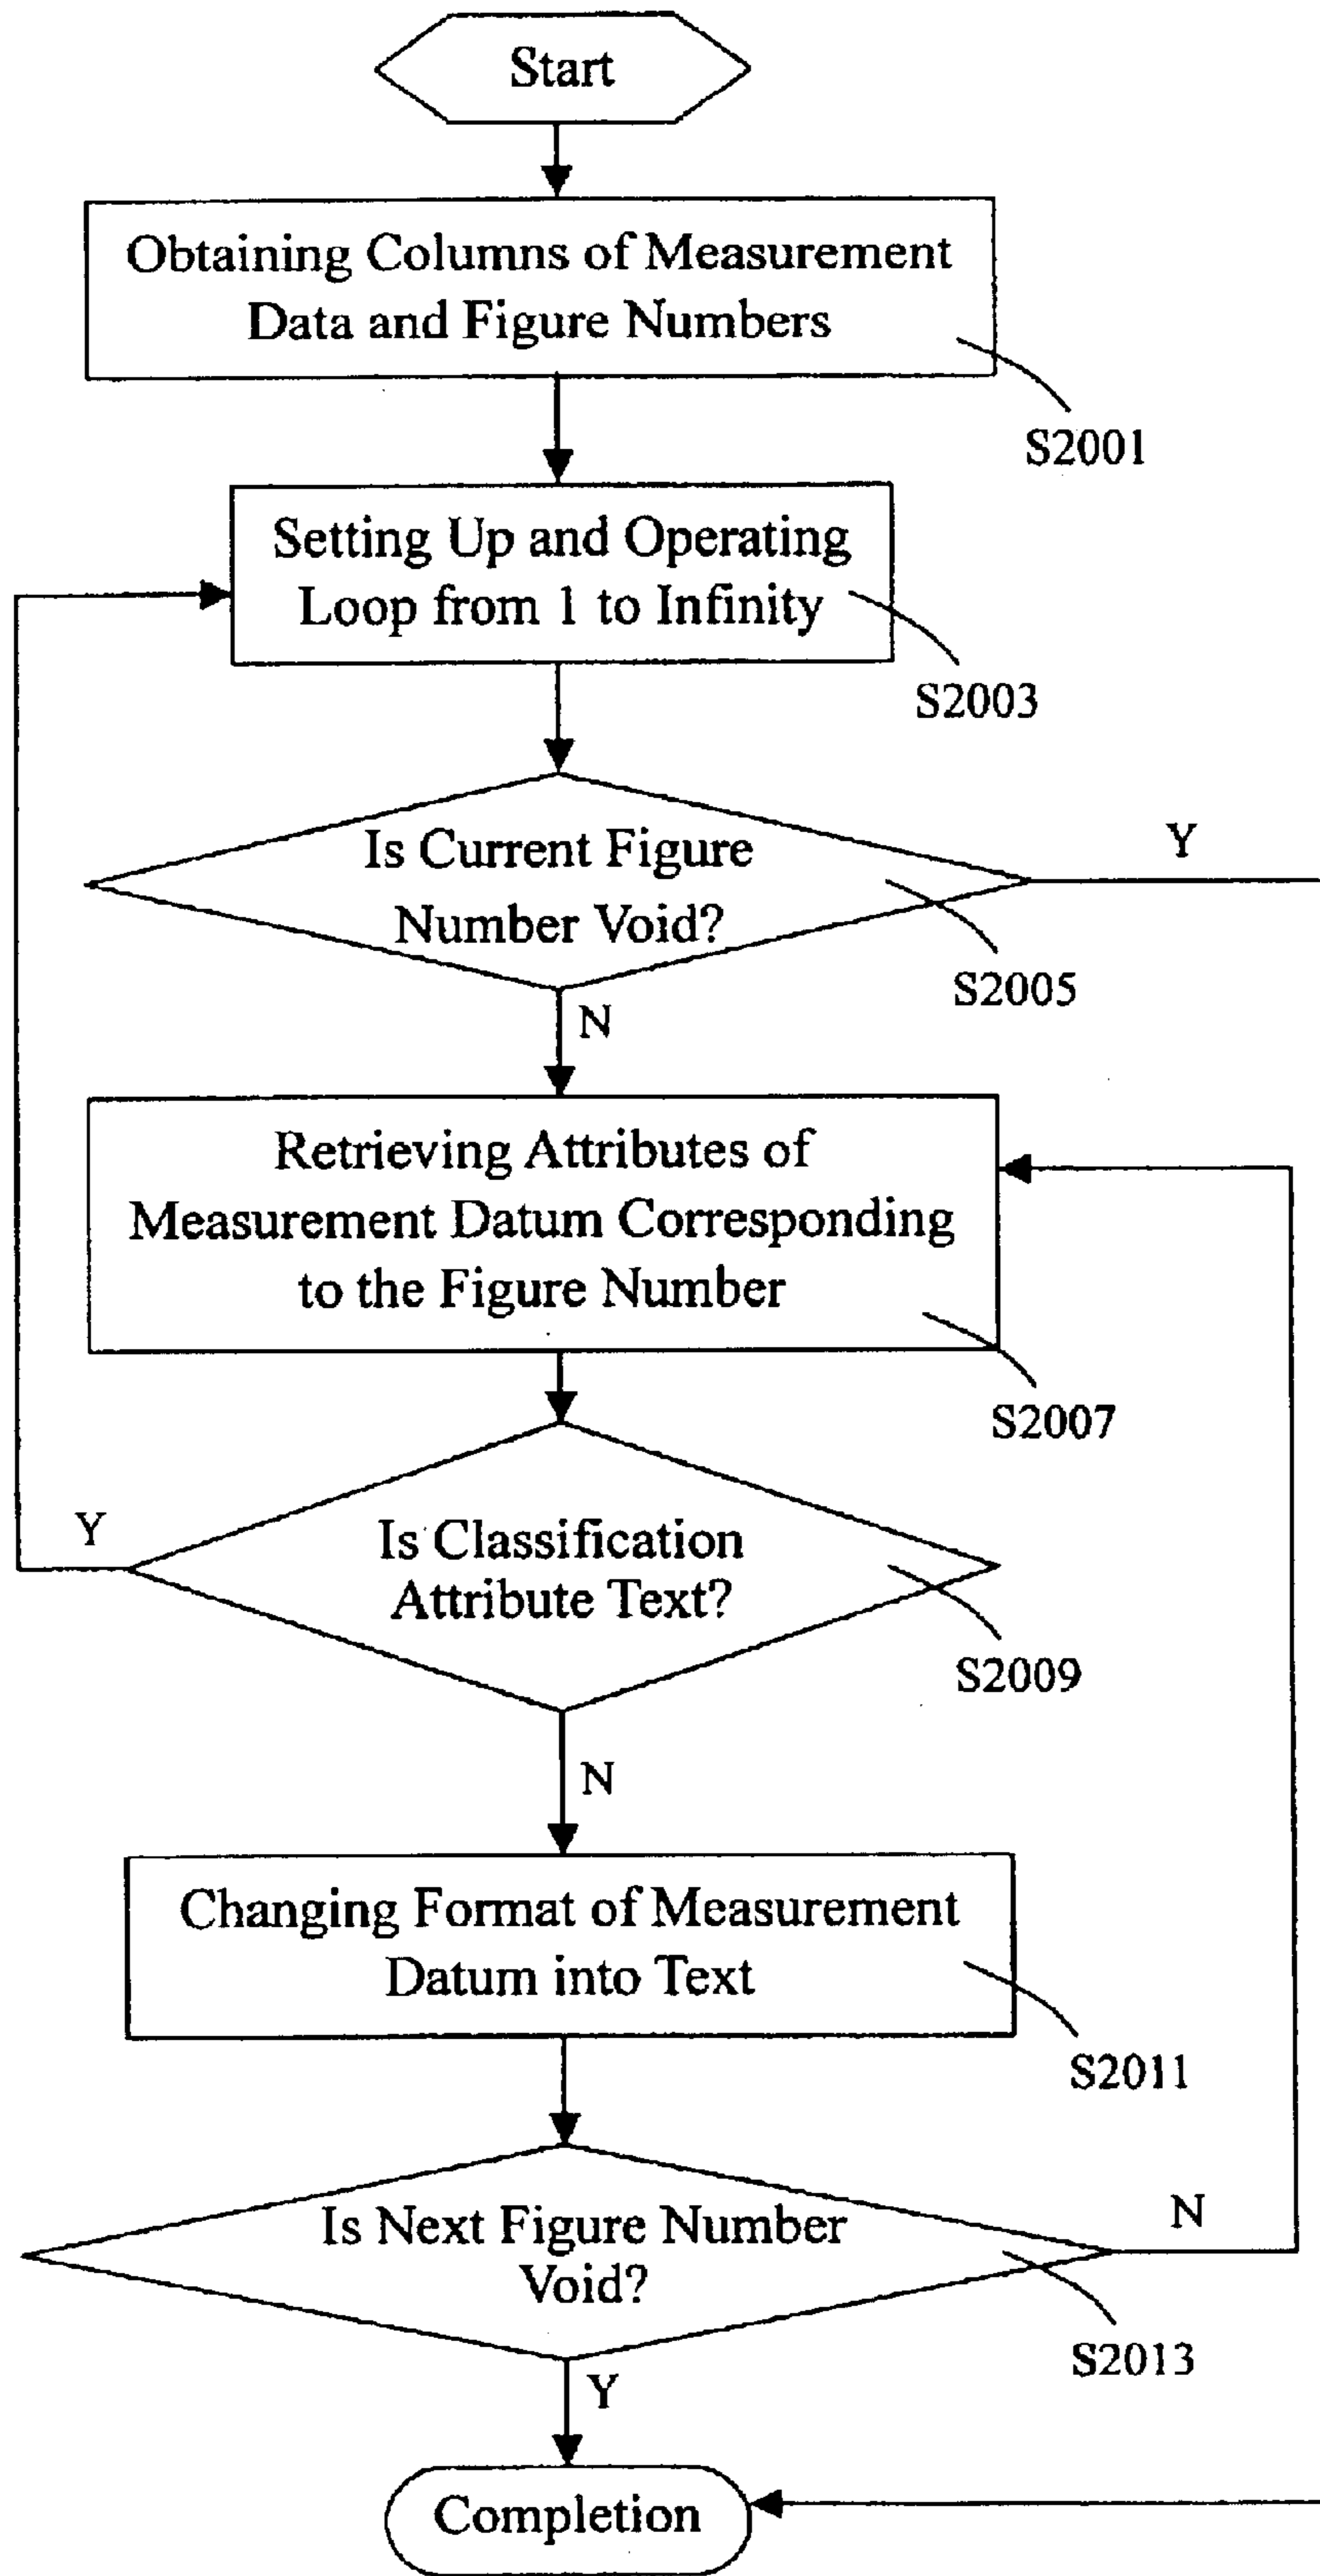 Start
Obtaining Columns of Measurement
Data and Figure Numbers
S2001
Setting Up and Operating
Loop from 1 to Infinity
S2003
Is Current Figure
Number Void?
Y
S2005
N
Retrieving Attributes of
Measurement Datum Corresponding
to the Figure Number
S2007
Y
Is Classification
Attribute Text?
S2009
N
Changing Format of Measurement
Datum into Text
S2011
Is Next Figure Number
Void?
N
S2013
Y
Completion